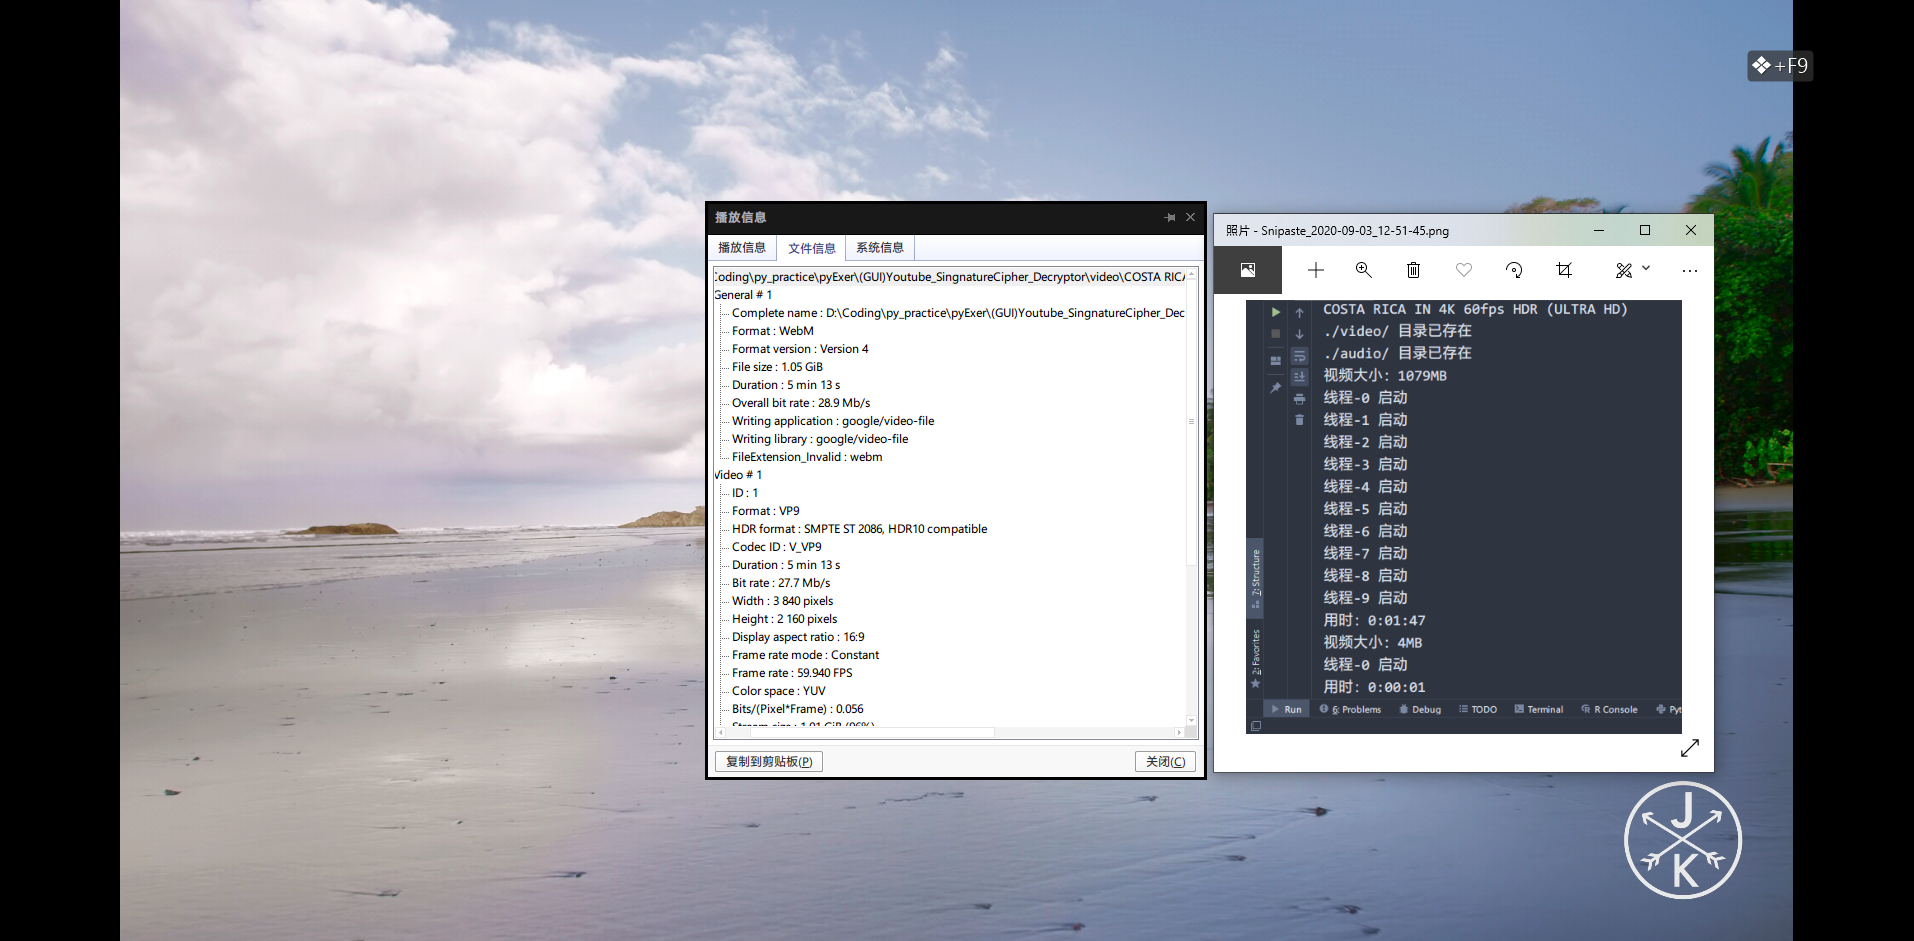 +F9
播放信息
播放信息 文件信息 系统信息
Coding\py_practice\pyExer\(GUI)Youtube_SingnatureCipher_Decryptor\video\COSTA RICA
General # 1
Complete name : D:\Coding\py_practice\pyExer\(GUI)Youtube_SingnatureCipher_Dec
Format : WebM
Format version : Version 4
File size : 1.05 GiB
Duration : 5 min 13 s
Overall bit rate : 28.9 Mb/s
Writing application : google/video-file
Writing library : google/video-file
FileExtension_Invalid : webm
Video # 1
ID : 1
Format : VP9
HDR format : SMPTE ST 2086, HDR10 compatible
Codec ID : V_VP9
Duration : 5 min 13 s
Bit rate : 27.7 Mb/s
Width : 3 840 pixels
Height : 2 160 pixels
Display aspect ratio : 16:9
Frame rate mode : Constant
Frame rate : 59.940 FPS
Color space : YUV
Bits/(Pixel*Frame) : 0.056
Stream size : 1.01 GiB (96%)
复制到剪贴板(P) 关闭(C)
照片 - Snipaste_2020-09-03_12-51-45.png
COSTA RICA IN 4K 60fps HDR (ULTRA HD)
./video/ 目录已存在
./audio/ 目录已存在
视频大小: 1079MB
线程-0 启动
线程-1 启动
线程-2 启动
线程-3 启动
线程-4 启动
线程-5 启动
线程-6 启动
线程-7 启动
线程-8 启动
线程-9 启动
用时: 0:01:47
视频大小: 4MB
线程-0 启动
用时: 0:00:01
7: Structure
2: Favorites
Run 6: Problems Debug TODO Terminal R Console Pyt
J
K